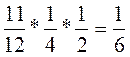 11/12 * 1/4 * 1/2 = 1/6